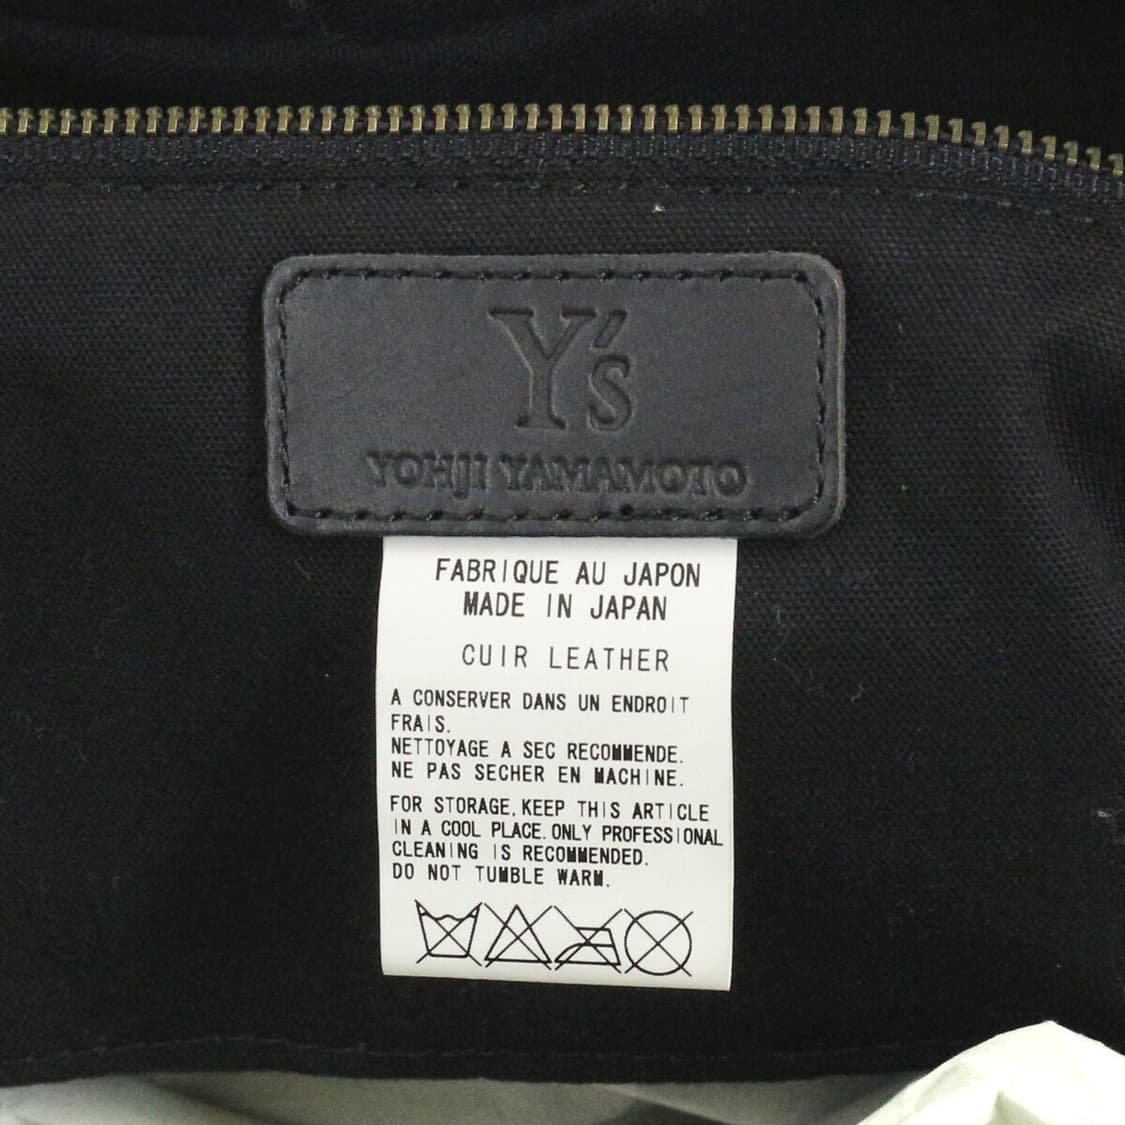 Y's
YOHJI YAMAMOTO
FABRIQUE AU JAPON
MADE IN JAPAN
CUIR LEATHER
A CONSERVER DANS UN ENDROIT
FRAIS.
NETTOYAGE A SEC RECOMMENDE.
NE PAS SECHER EN MACHINE.
FOR STORAGE, KEEP THIS ARTICLE
IN A COOL PLACE. ONLY PROFESSIONAL
CLEANING IS RECOMMENDED.
DO NOT TUMBLE WARM.